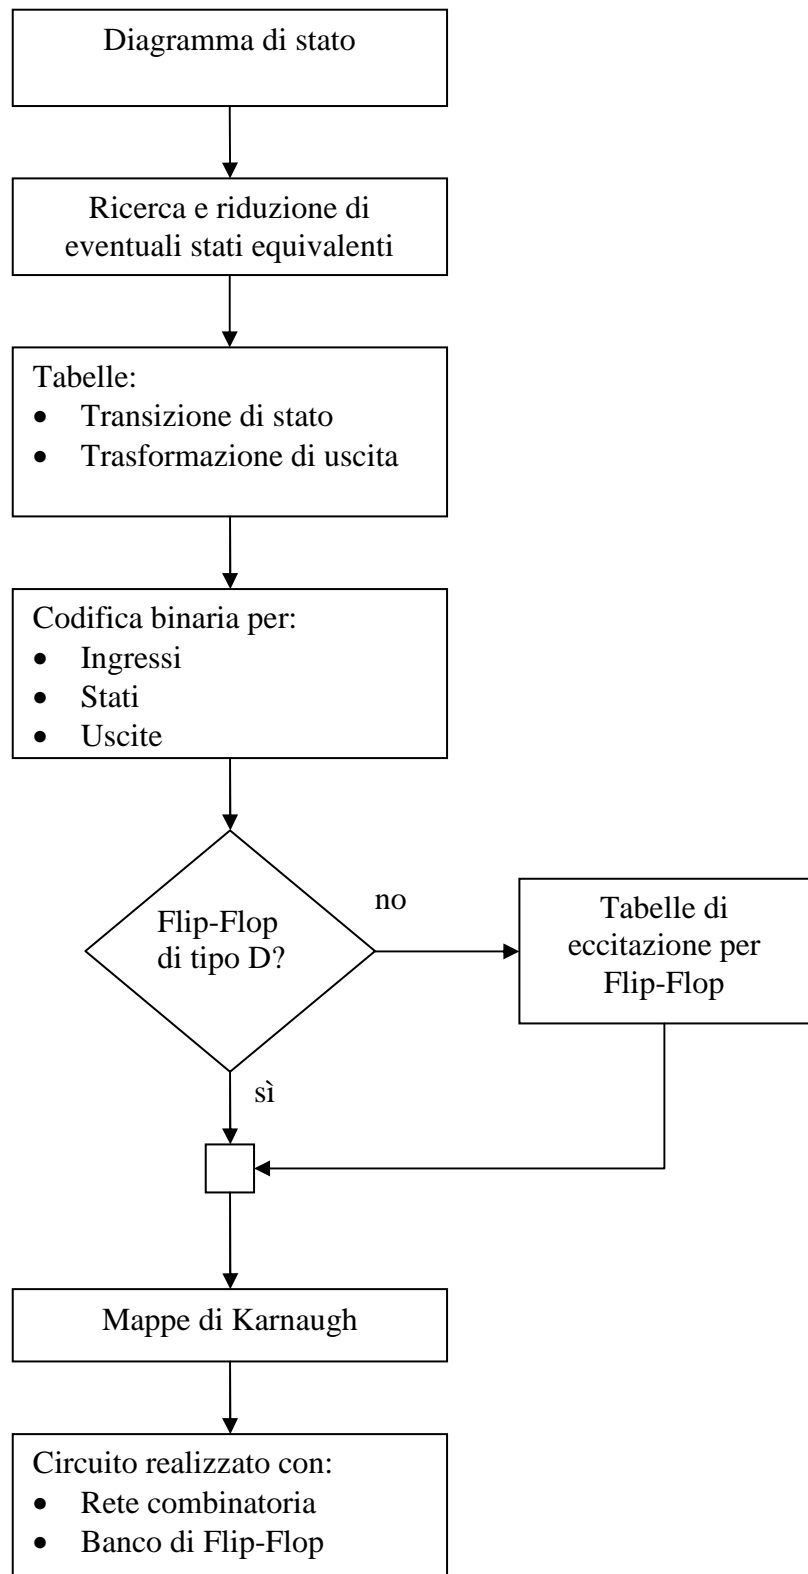 Diagramma di stato
Ricerca e riduzione di
eventuali stati equivalenti
Tabelle:
• Transizione di stato
• Trasformazione di uscita
Codifica binaria per:
• Ingressi
• Stati
• Uscite
Flip-Flop
di tipo D?
no
Tabelle di
eccitazione per
Flip-Flop
sì
Mappe di Karnaugh
Circuito realizzato con:
• Rete combinatoria
• Banco di Flip-Flop